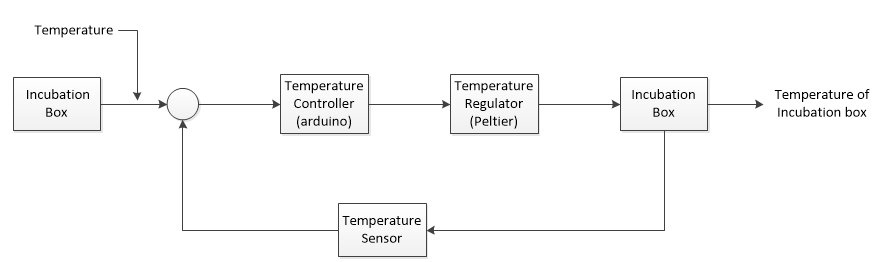 Temperature
Incubation
Box
Temperature
Controller
(arduino)
Temperature
Regulator
(Peltier)
Incubation
Box
Temperature of
Incubation box
Temperature
Sensor